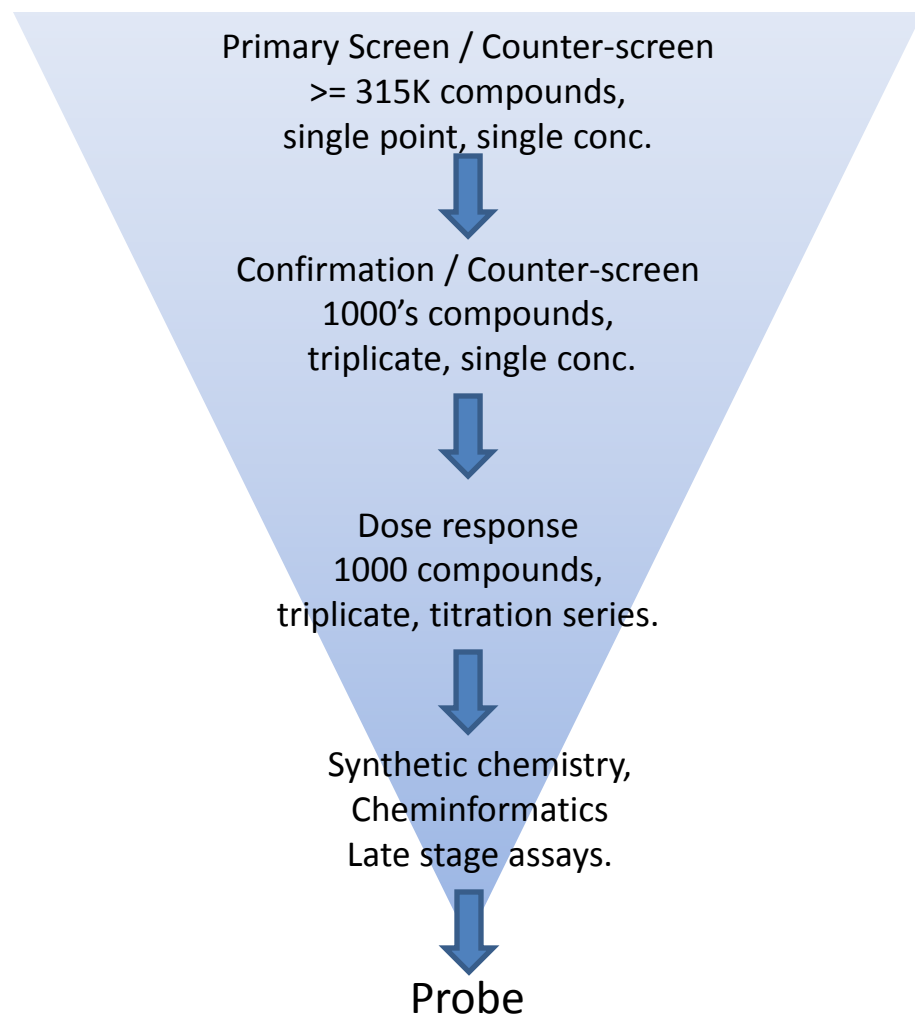 Primary Screen / Counter-screen
>= 315K compounds,
single point, single conc.
Confirmation / Counter-screen
1000’s compounds,
triplicate, single conc.
Dose response
1000 compounds,
triplicate, titration series.
Synthetic chemistry,
Cheminformatics
Late stage assays.
Probe